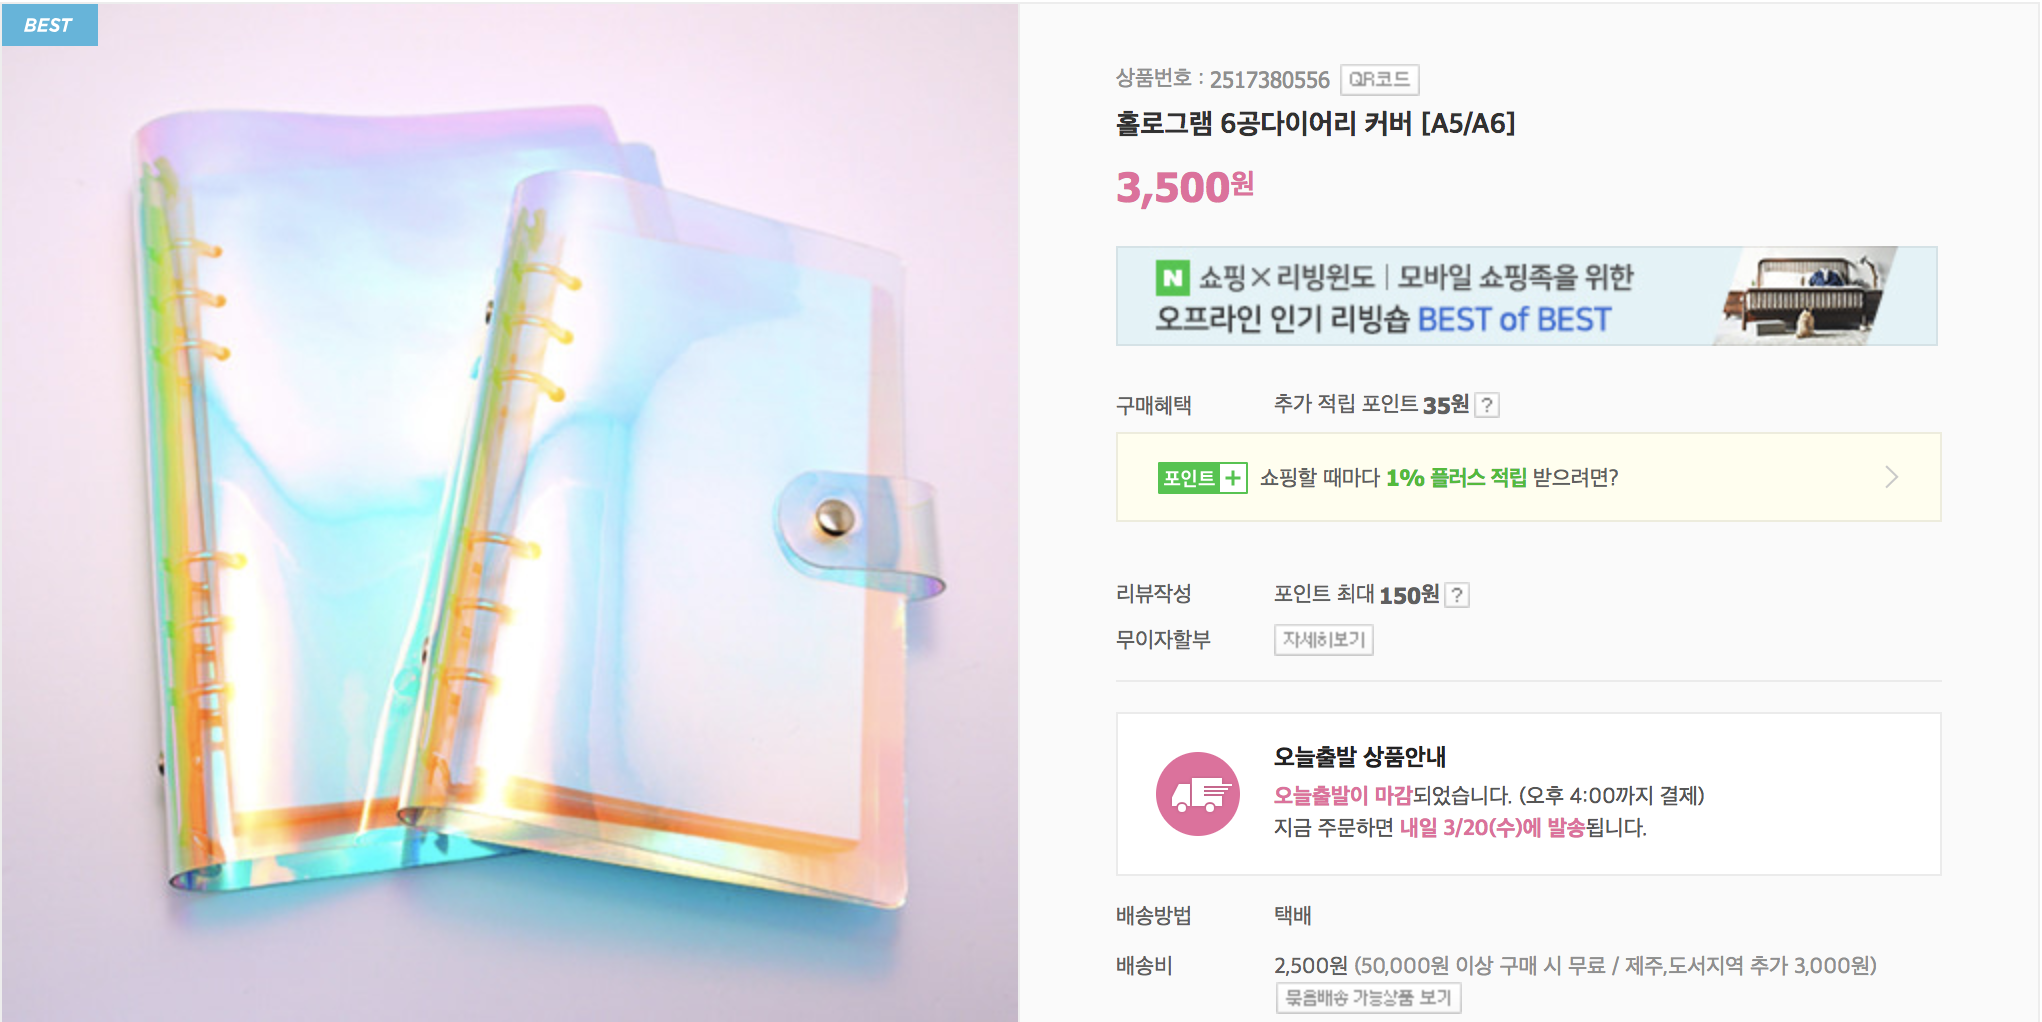 BEST
상품번호 : 2517380556 QR코드
홀로그램 6공다이어리 커버 [A5/A6]
3,500원
N 쇼핑×리빙윈도|모바일 쇼핑족을 위한
오프라인 인기 리빙숍 BEST of BEST
구매혜택 추가 적립 포인트 35원 ?
포인트+ 쇼핑할 때마다 1% 플러스 적립 받으려면?
리뷰작성 포인트 최대 150원 ?
무이자할부 자세히보기
오늘출발 상품안내
오늘출발이 마감되었습니다. (오후 4:00까지 결제)
지금 주문하면 내일 3/20(수)에 발송됩니다.
배송방법 택배
배송비 2,500원 (50,000원 이상 구매 시 무료 / 제주,도서지역 추가 3,000원)
묶음배송 가능상품 보기